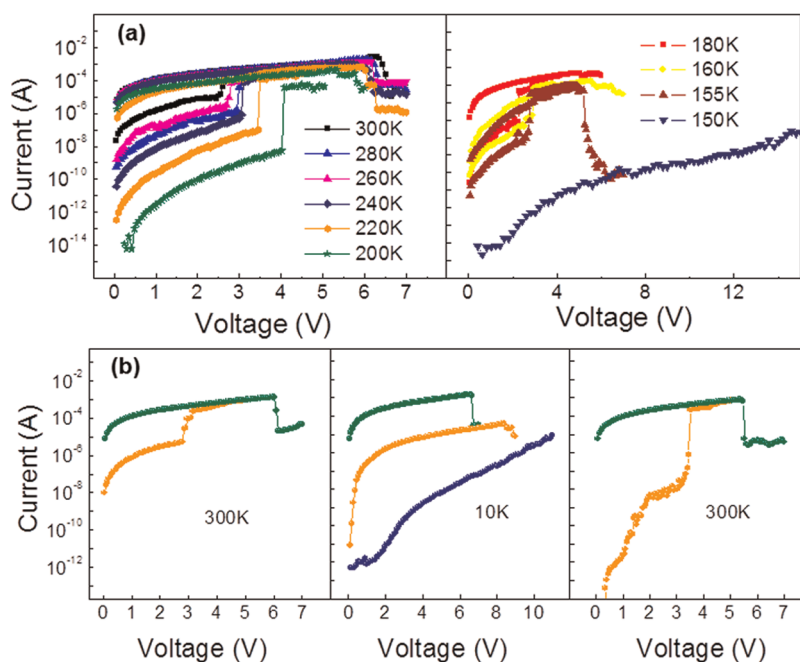 (a)
Current (A)
10⁻²
10⁻⁴
10⁻⁶
10⁻⁸
10⁻¹⁰
10⁻¹²
10⁻¹⁴
300K
280K
260K
240K
220K
200K
0 1 2 3 4 5 6 7
Voltage (V)
180K
160K
155K
150K
0 4 8 12
Voltage (V)
(b)
Current (A)
10⁻²
10⁻⁴
10⁻⁶
10⁻⁸
10⁻¹⁰
10⁻¹²
300K
10K
300K
0 1 2 3 4 5 6 7
0 2 4 6 8 10
0 1 2 3 4 5 6 7
Voltage (V)
Voltage (V)
Voltage (V)